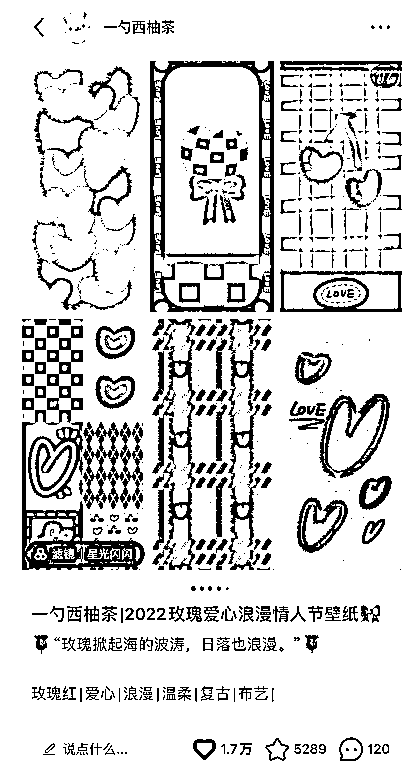 一勺西柚茶
LOVE
LOVE
滤镜 星光闪闪
一勺西柚茶|2022玫瑰爱心浪漫情人节壁纸
“玫瑰掀起海的波涛，日落也浪漫。”
玫瑰红|爱心|浪漫|温柔|复古|布艺|
说点什么... 1.7万 5289 120